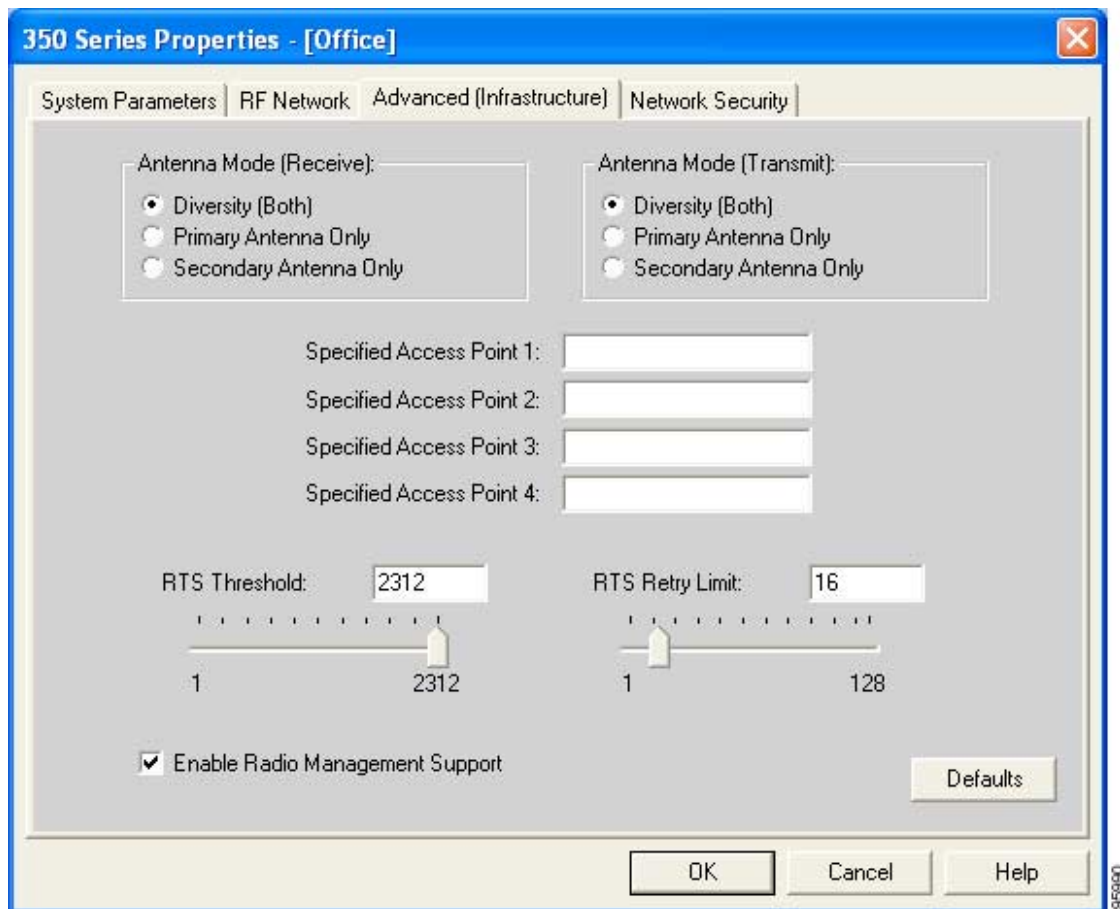 350 Series Properties - [Office]
System Parameters
RF Network
Advanced (Infrastructure)
Network Security
Antenna Mode (Receive):
Diversity (Both)
Primary Antenna Only
Secondary Antenna Only
Antenna Mode (Transmit):
Diversity (Both)
Primary Antenna Only
Secondary Antenna Only
Specified Access Point 1:
Specified Access Point 2:
Specified Access Point 3:
Specified Access Point 4:
RTS Threshold: 2312
1 2312
RTS Retry Limit: 16
1 128
Enable Radio Management Support
Defaults
OK Cancel Help